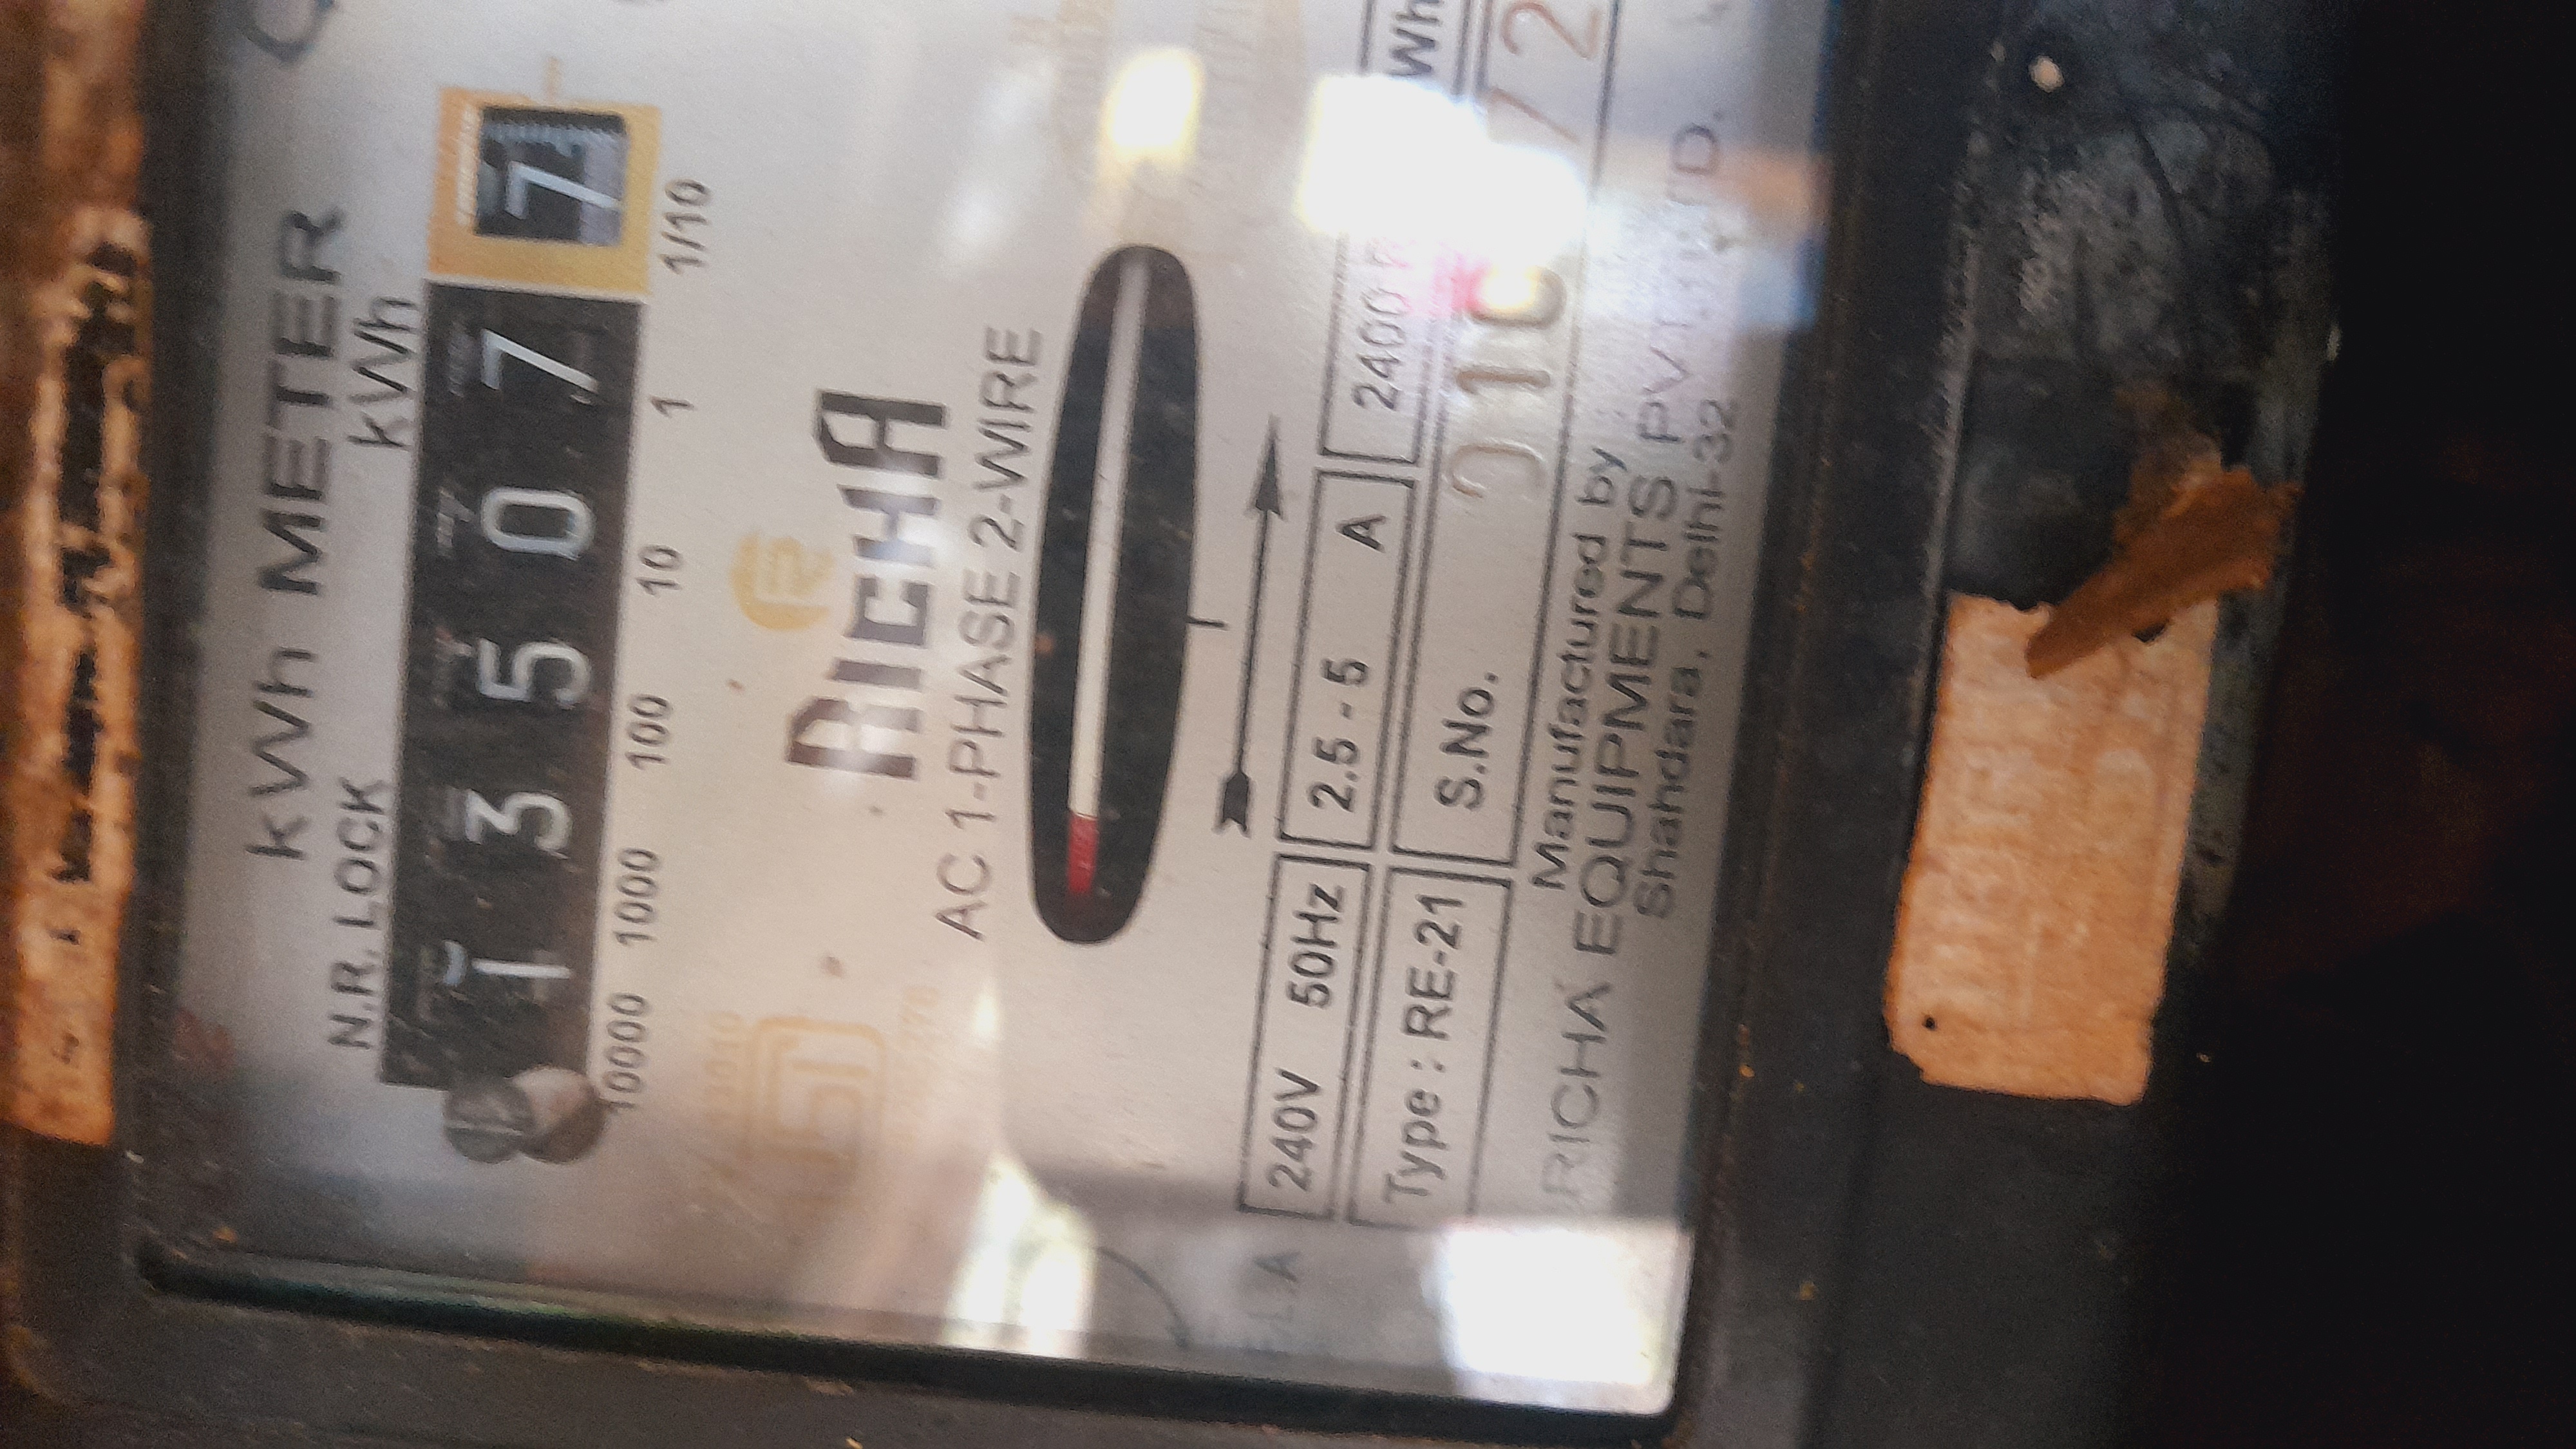 kWh METER
N.R. LOCK kWh
1 3 5 0 7 7
10000 1000 100 10 1 1/10
RICHA
AC 1-PHASE 2-WIRE
240V 50Hz 2.5 - 5 A 2400
Type : RE-21 S.No.
Manufactured by
RICHA EQUIPMENTS PVT. LTD.
Shahdara, Delhi-32